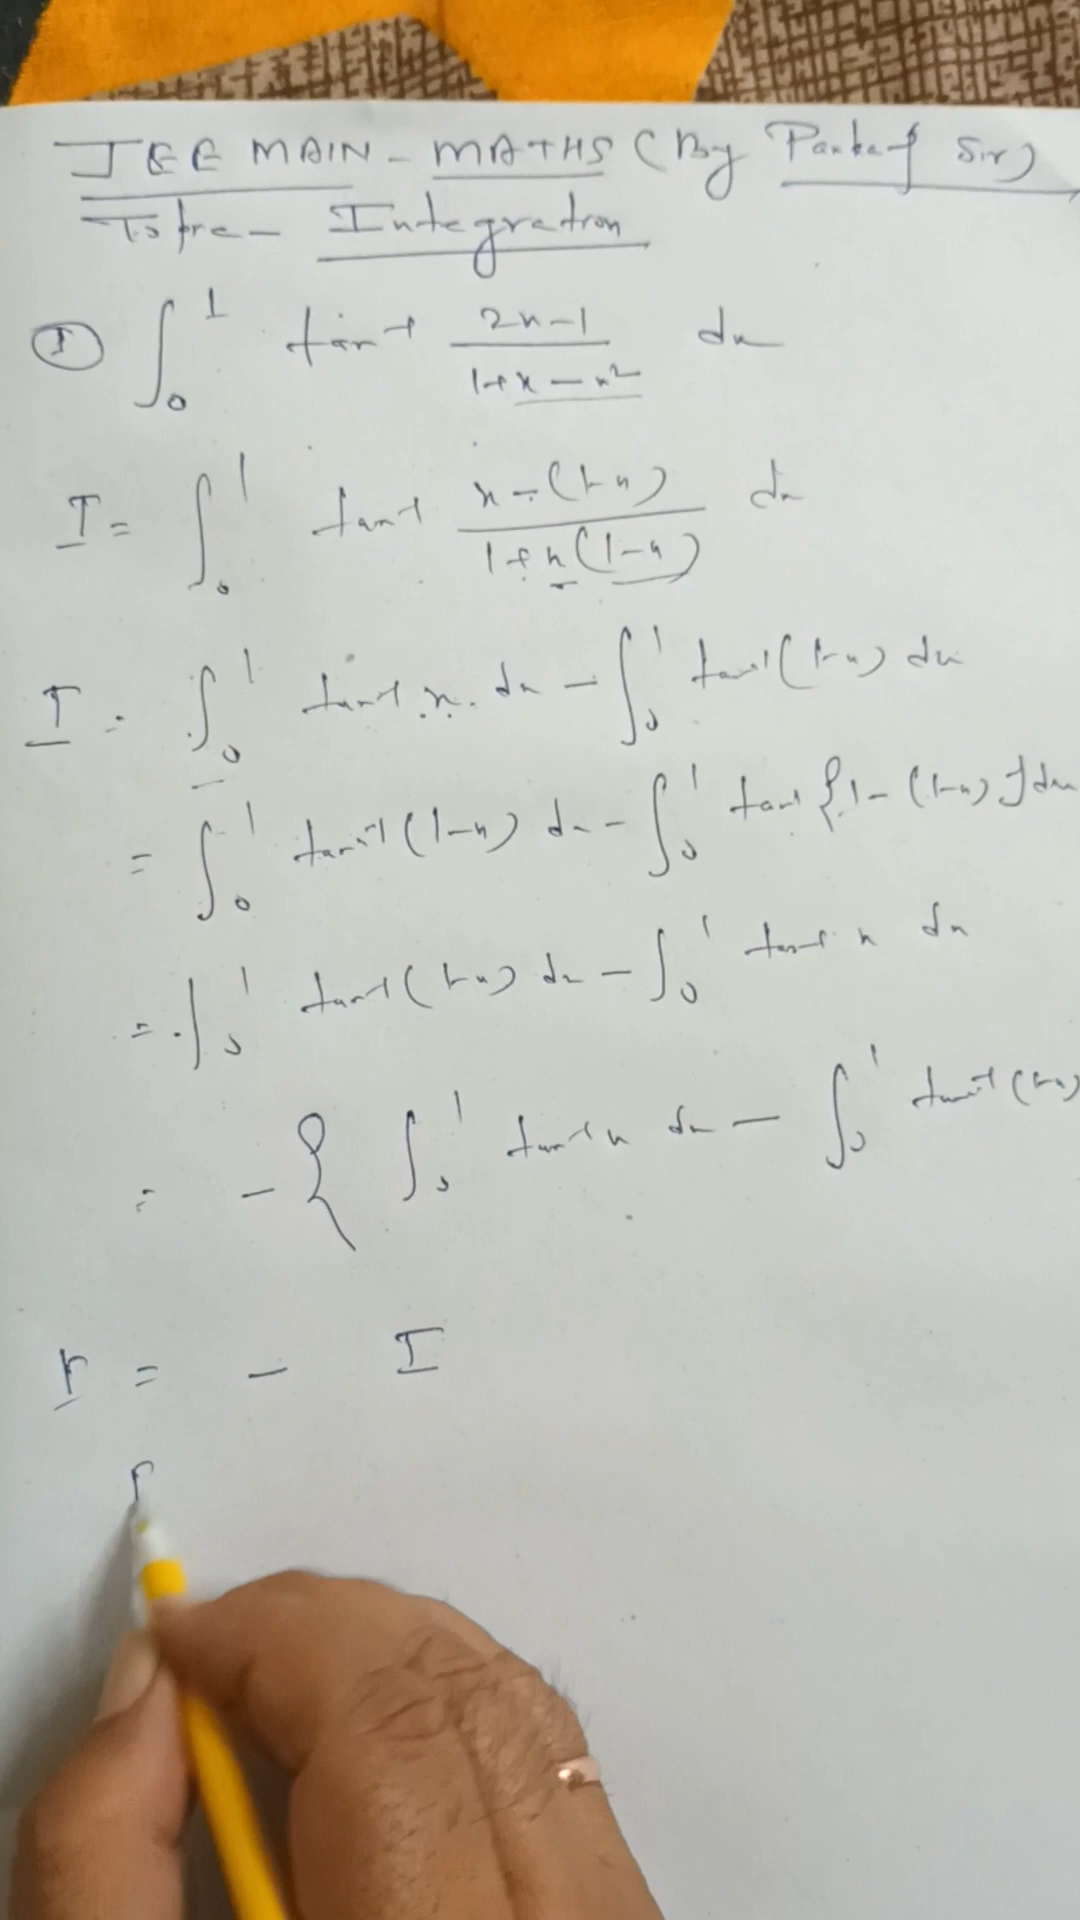 JEE MAIN - MATHS (By Pankaj Sir)
Topic - Integration
① ∫₀¹ tan⁻¹ (2x-1)/(1+x-x²) dx
I = ∫₀¹ tan⁻¹ (x-(1-x))/(1+x(1-x)) dx
I = ∫₀¹ tan⁻¹ x. dx - ∫₀¹ tan⁻¹(1-x) dx
= ∫₀¹ tan⁻¹(1-x) dx - ∫₀¹ tan⁻¹{1-(1-x)}dx
= ∫₀¹ tan⁻¹(1-x) dx - ∫₀¹ tan⁻¹ x dx
= -{ ∫₀¹ tan⁻¹x dx - ∫₀¹ tan⁻¹(1-x)
I = - I